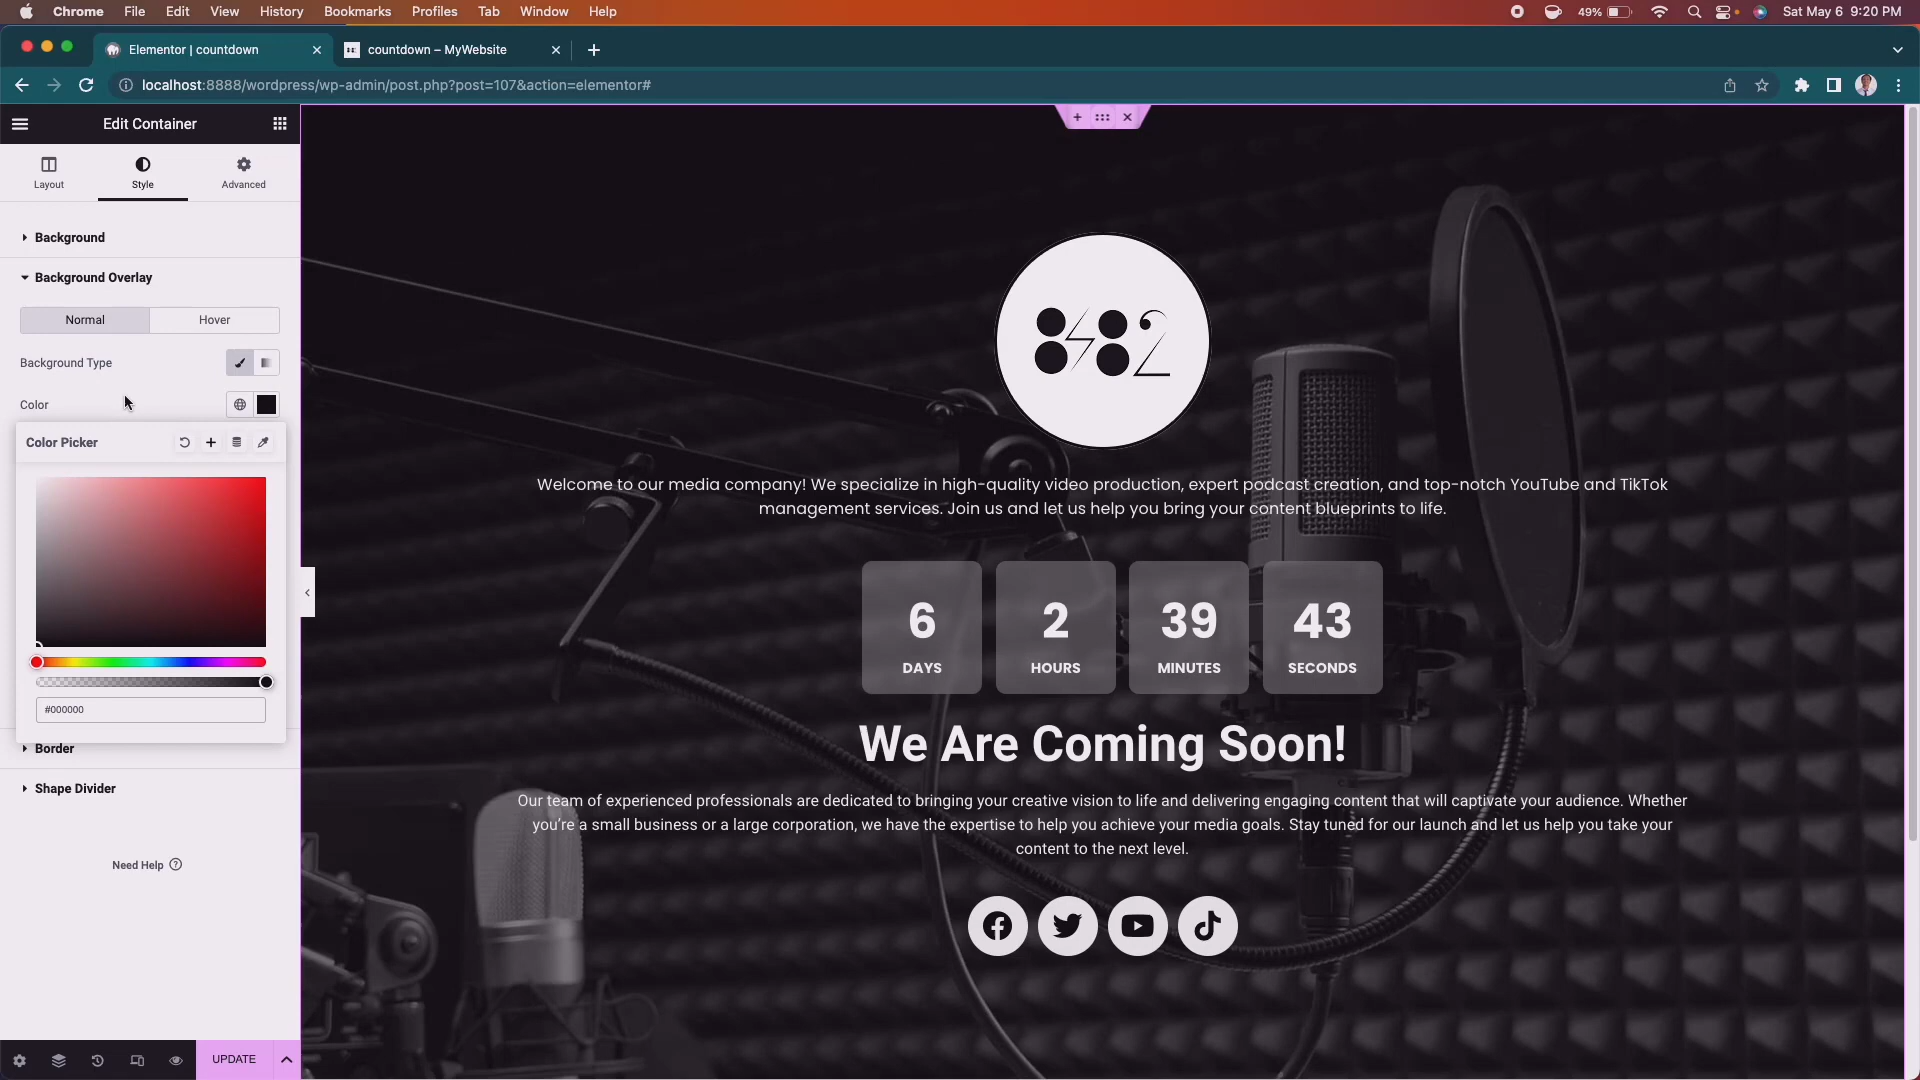 Chrome File Edit View History Bookmarks Profiles Tab Window Help 49% Sat May 6 9:20 PM
Elementor | countdown countdown – MyWebsite
localhost:8888/wordpress/wp-admin/post.php?post=107&action=elementor#
Edit Container
Layout Style Advanced
Background
Background Overlay
Normal Hover
Background Type
Color
Color Picker
#000000
Border
Shape Divider
Need Help
UPDATE
Welcome to our media company! We specialize in high-quality video production, expert podcast creation, and top-notch YouTube and TikTok
management services. Join us and let us help you bring your content blueprints to life.
6 2 39 43
DAYS HOURS MINUTES SECONDS
We Are Coming Soon!
Our team of experienced professionals are dedicated to bringing your creative vision to life and delivering engaging content that will captivate your audience. Whether
you're a small business or a large corporation, we have the expertise to help you achieve your media goals. Stay tuned for our launch and let us help you take your
content to the next level.